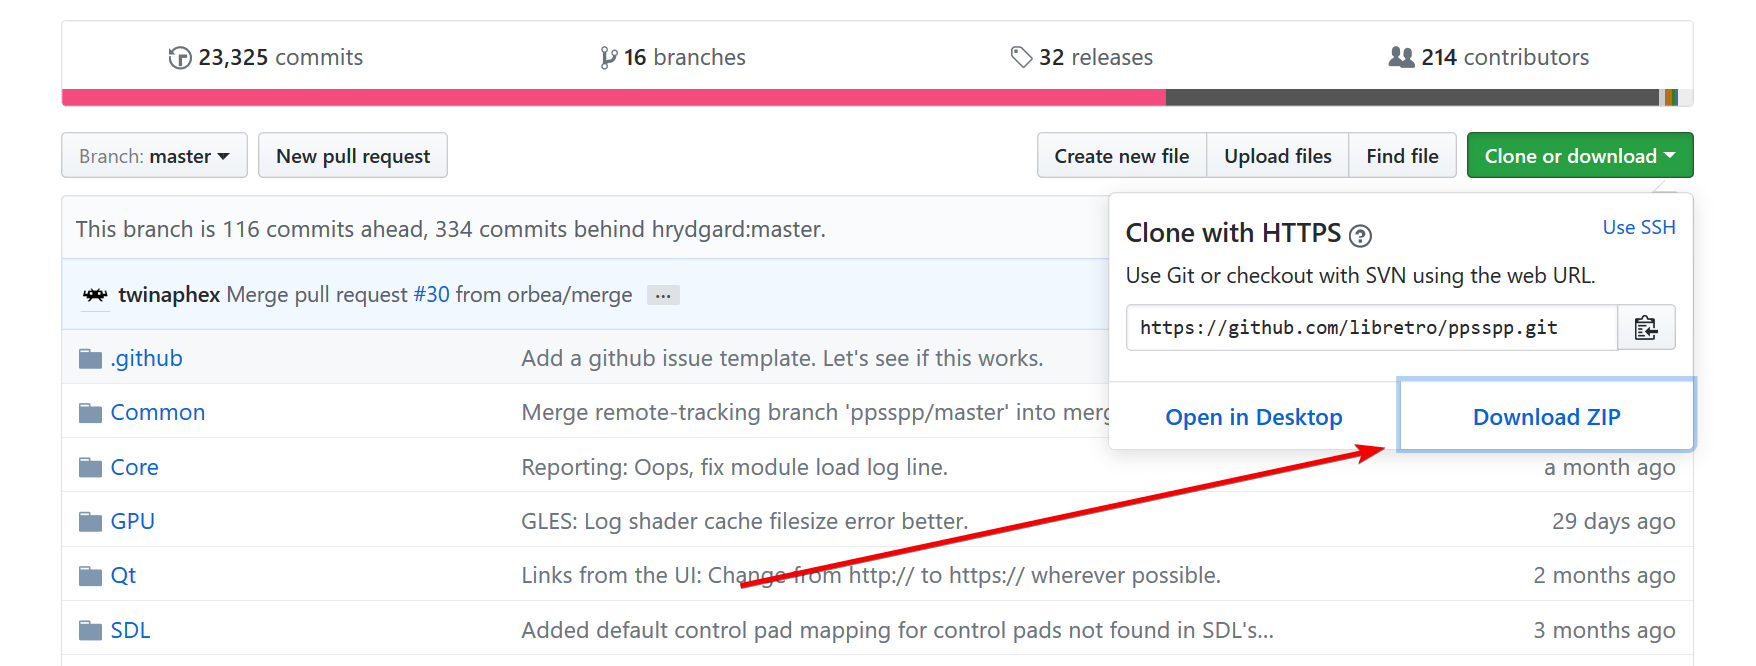 23,325 commits
16 branches
32 releases
214 contributors
Branch: master
New pull request
Create new file
Upload files
Find file
Clone or download
This branch is 116 commits ahead, 334 commits behind hrydgard:master.
Clone with HTTPS ?
Use SSH
Use Git or checkout with SVN using the web URL.
https://github.com/libretro/ppsspp.git
Open in Desktop
Download ZIP
twinaphex Merge pull request #30 from orbea/merge ...
.github
Add a github issue template. Let's see if this works.
Common
Merge remote-tracking branch 'ppsspp/master' into merg
Core
Reporting: Oops, fix module load log line.
a month ago
GPU
GLES: Log shader cache filesize error better.
29 days ago
Qt
Links from the UI: Change from http:// to https:// wherever possible.
2 months ago
SDL
Added default control pad mapping for control pads not found in SDL's...
3 months ago